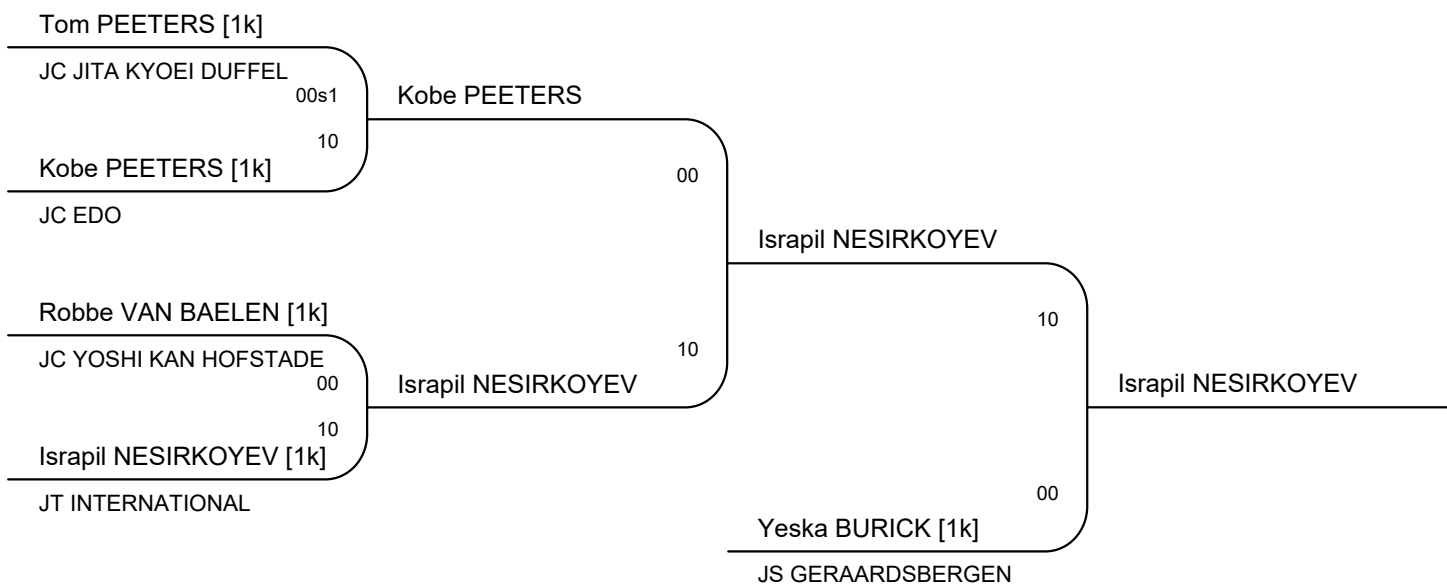 Tom PEETERS [1k]
JC JITA KYOEI DUFFEL
00s1
10
Kobe PEETERS [1k]
JC EDO
Robbe VAN BAELEN [1k]
JC YOSHI KAN HOFSTADE
00
10
Israpil NESIRKOYEV [1k]
JT INTERNATIONAL
Kobe PEETERS
00
10
Israpil NESIRKOYEV
Israpil NESIRKOYEV
10
00
Yeska BURICK [1k]
JS GERAARDSBERGEN
Israpil NESIRKOYEV